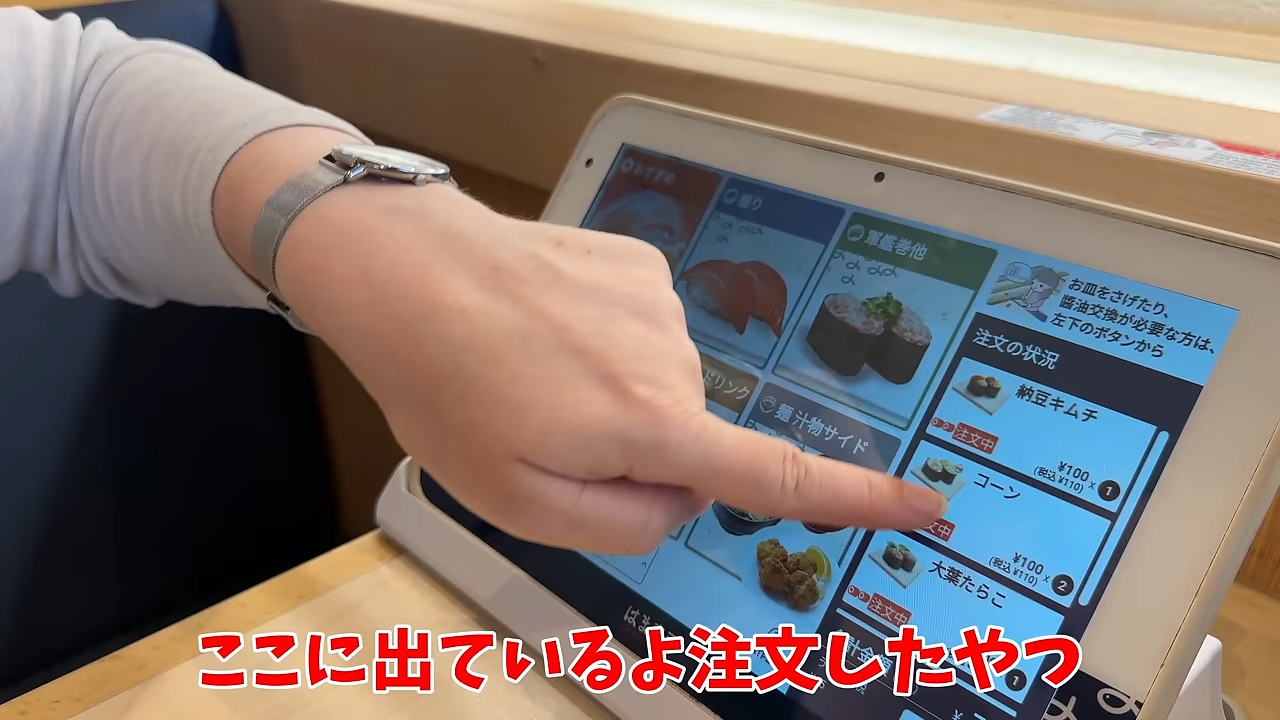 おすすめ
握り
軍艦巻他
お皿をさげたり、
醤油交換が必要な方は、
左下のボタンから
注文の状況
納豆キムチ
注文中
¥100
(税込¥110) × 1
ドリンク
麺 汁物サイド
コーン
文中
¥100
(税込¥110) × 2
大葉たらこ
注文中
1
はま
ここに出ているよ注文したやつ